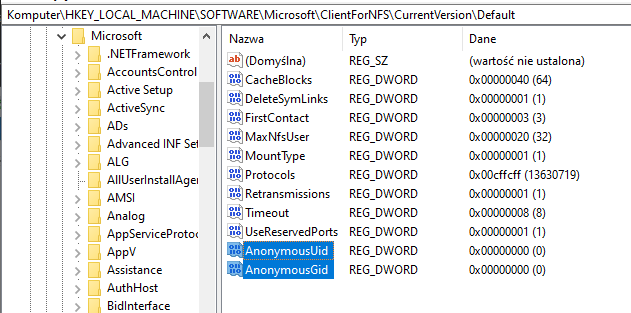 Komputer\HKEY_LOCAL_MACHINE\SOFTWARE\Microsoft\ClientForNFS\CurrentVersion\Default
Microsoft
.NETFramework
AccountsControl
Active Setup
ActiveSync
ADs
Advanced INF Set
ALG
AllUserInstallAgen
AMSI
Analog
AppServiceProtoc
AppV
Assistance
AuthHost
BidInterface
Nazwa Typ Dane
(Domyślna) REG_SZ (wartość nie ustalona)
CacheBlocks REG_DWORD 0x00000040 (64)
DeleteSymLinks REG_DWORD 0x00000001 (1)
FirstContact REG_DWORD 0x00000003 (3)
MaxNfsUser REG_DWORD 0x00000020 (32)
MountType REG_DWORD 0x00000001 (1)
Protocols REG_DWORD 0x00cffcff (13630719)
Retransmissions REG_DWORD 0x00000001 (1)
Timeout REG_DWORD 0x00000008 (8)
UseReservedPorts REG_DWORD 0x00000001 (1)
AnonymousUid REG_DWORD 0x00000000 (0)
AnonymousGid REG_DWORD 0x00000000 (0)